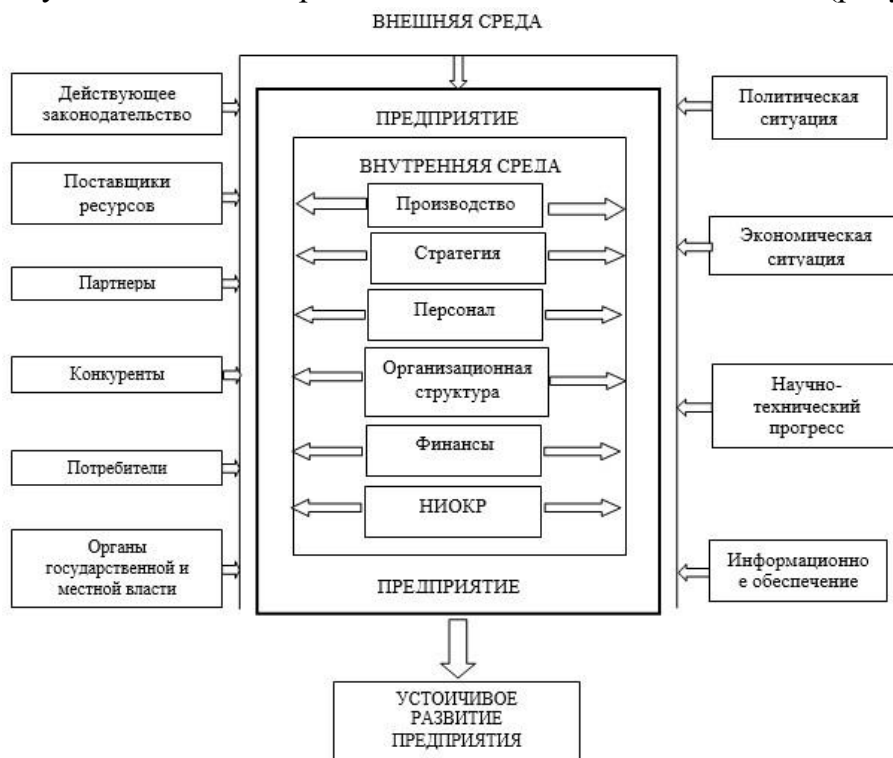 ВНЕШНЯЯ СРЕДА
Действующее
законодательство
Поставщики
ресурсов
Партнеры
Конкуренты
Потребители
Органы
государственной и
местной власти
ПРЕДПРИЯТИЕ
ВНУТРЕННЯЯ СРЕДА
Производство
Стратегия
Персонал
Организационная
структура
Финансы
НИОКР
ПРЕДПРИЯТИЕ
Политическая
ситуация
Экономическая
ситуация
Научно-
технический
прогресс
Информационно
е обеспечение
УСТОИЧИВОЕ
РАЗВИТИЕ
ПРЕДПРИЯТИЯ